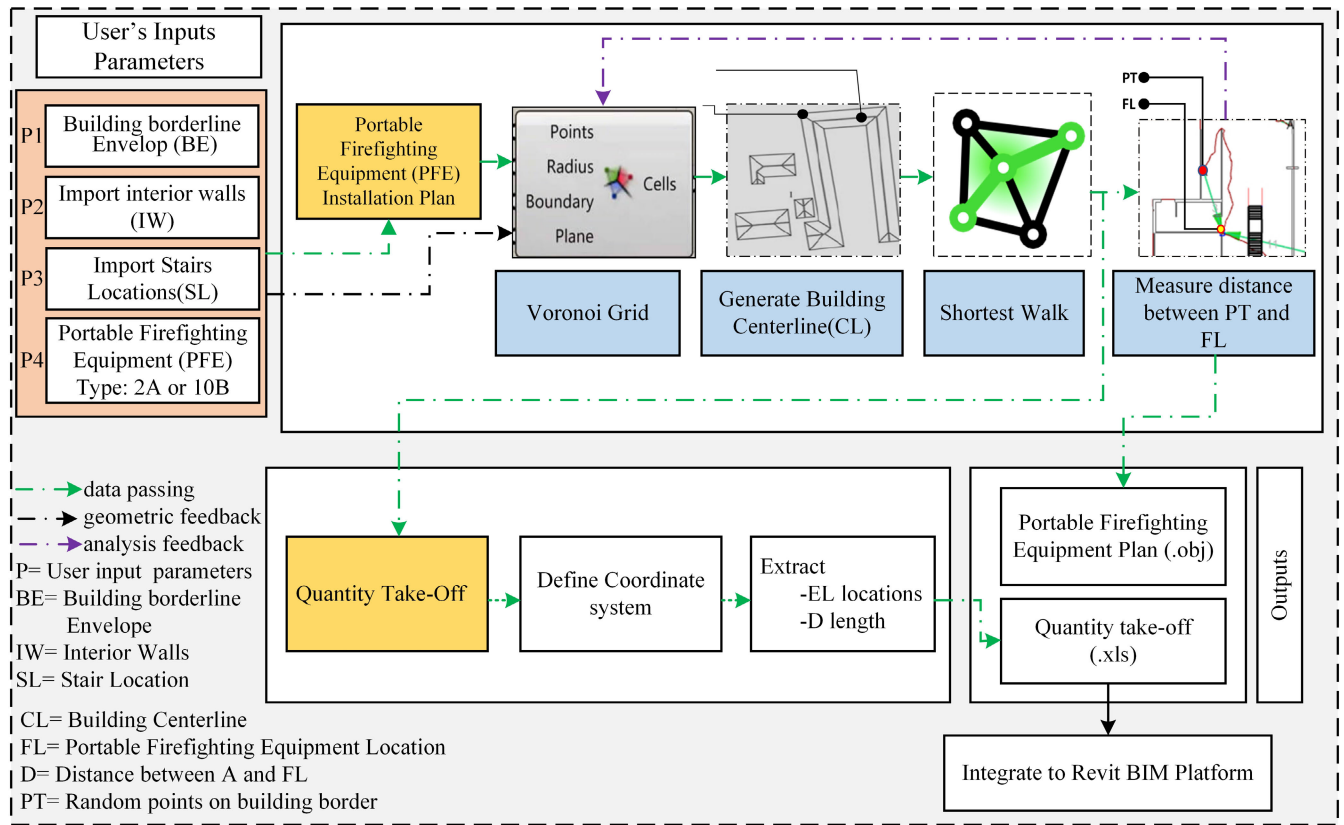 User's Inputs
Parameters
P1
Building borderline
Envelop (BE)
P2
Import interior walls
(IW)
P3
Import Stairs
Locations(SL)
P4
Portable Firefighting
Equipment (PFE)
Type: 2A or 10B
Portable
Firefighting
Equipment (PFE)
Installation Plan
Points
Radius
Boundary
Plane
Cells
PT
FL
Voronoi Grid
Generate Building
Centerline(CL)
Shortest Walk
Measure distance
between PT and
FL
data passing
geometric feedback
analysis feedback
P= User input parameters
BE= Building borderline
Envelope
IW= Interior Walls
SL= Stair Location
CL= Building Centerline
FL= Portable Firefighting Equipment Location
D= Distance between A and FL
PT= Random points on building border
Quantity Take-Off
Define Coordinate
system
Extract
-EL locations
-D length
Portable Firefighting
Equipment Plan (.obj)
Quantity take-off
(.xls)
Outputs
Integrate to Revit BIM Platform